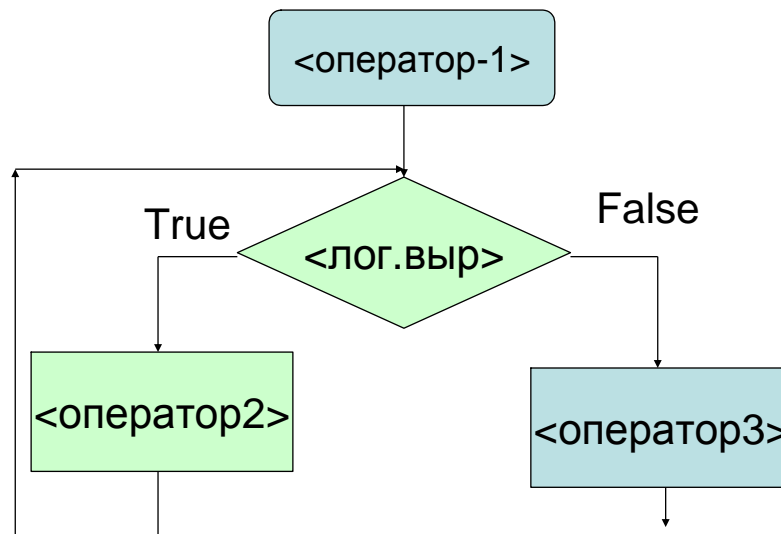 <оператор-1>
True
False
<лог.выр>
<оператор2>
<оператор3>